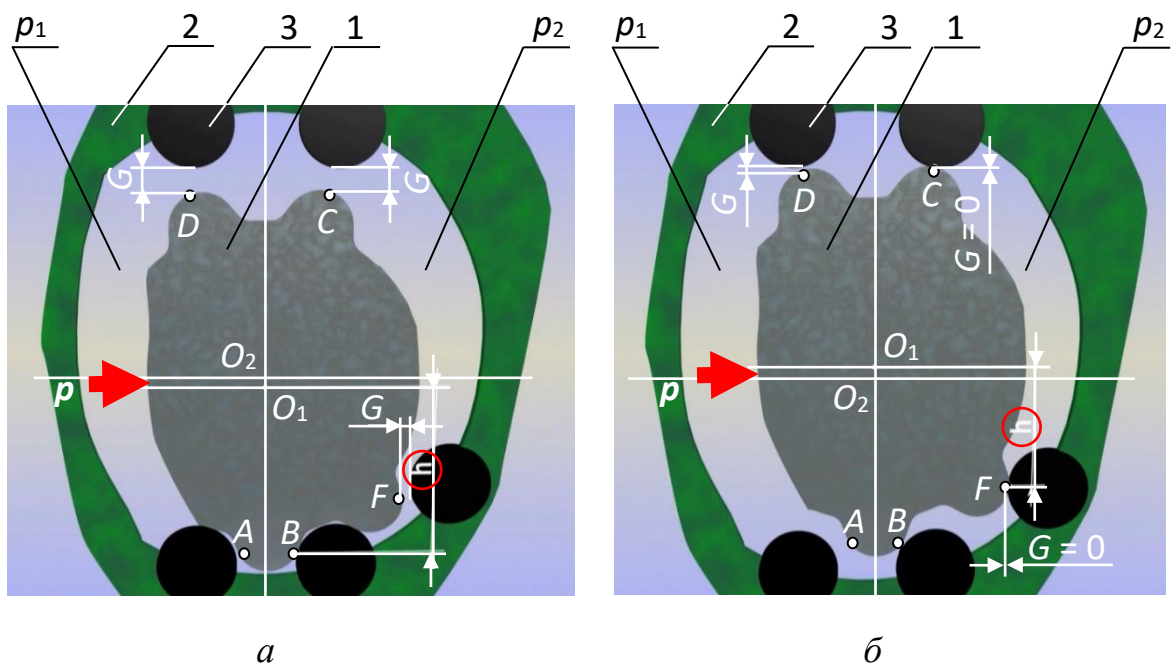 p1 2 3 1 p2
G G
D C
O2
p
O1
G
h
F
A B
а
p1 2 3 1 p2
G
D C
G = 0
O1
p
O2
h
F
A B
G = 0
б